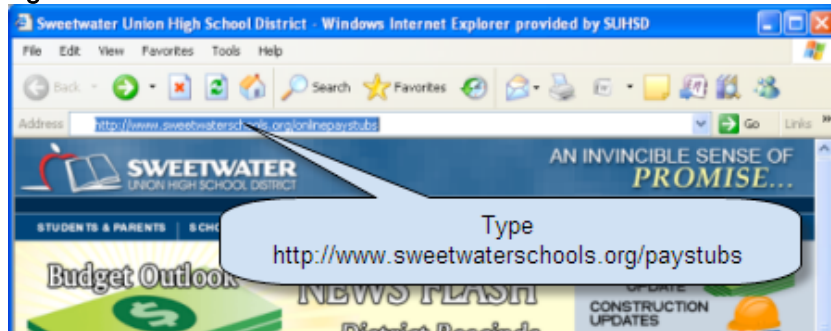 Sweetwater Union High School District - Windows Internet Explorer provided by SUHSD
File Edit View Favorites Tools Help
Back Search Favorites
Address http://www.sweetwaterschools.org/onlinepaystubs Go Links »
SWEETWATER
UNION HIGH SCHOOL DISTRICT
AN INVINCIBLE SENSE OF
PROMISE...
STUDENTS & PARENTS
Type
http://www.sweetwaterschools.org/paystubs
Budget Outlook
NEWS FLASH
District Rescinds
UPDATE
CONSTRUCTION
UPDATES